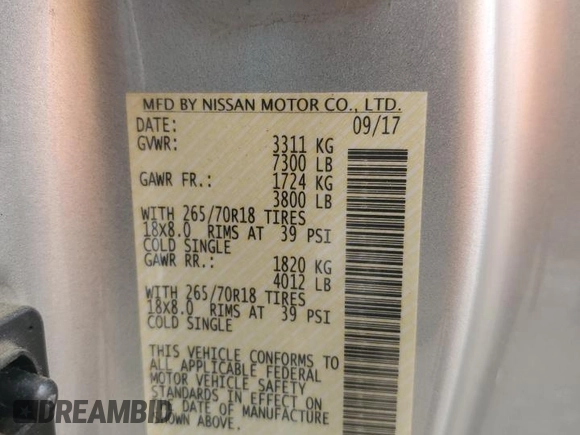 MFD BY NISSAN MOTOR CO., LTD.
DATE: 09/17
GVWR: 3311 KG
7300 LB
GAWR FR.: 1724 KG
3800 LB
WITH 265/70R18 TIRES
18X8.0 RIMS AT 39 PSI
COLD SINGLE
GAWR RR.: 1820 KG
4012 LB
WITH 265/70R18 TIRES
18X8.0 RIMS AT 39 PSI
COLD SINGLE
THIS VEHICLE CONFORMS TO
ALL APPLICABLE FEDERAL
MOTOR VEHICLE SAFETY
STANDARDS IN EFFECT ON
THE DATE OF MANUFACTURE
SHOWN ABOVE.
DREAMBID